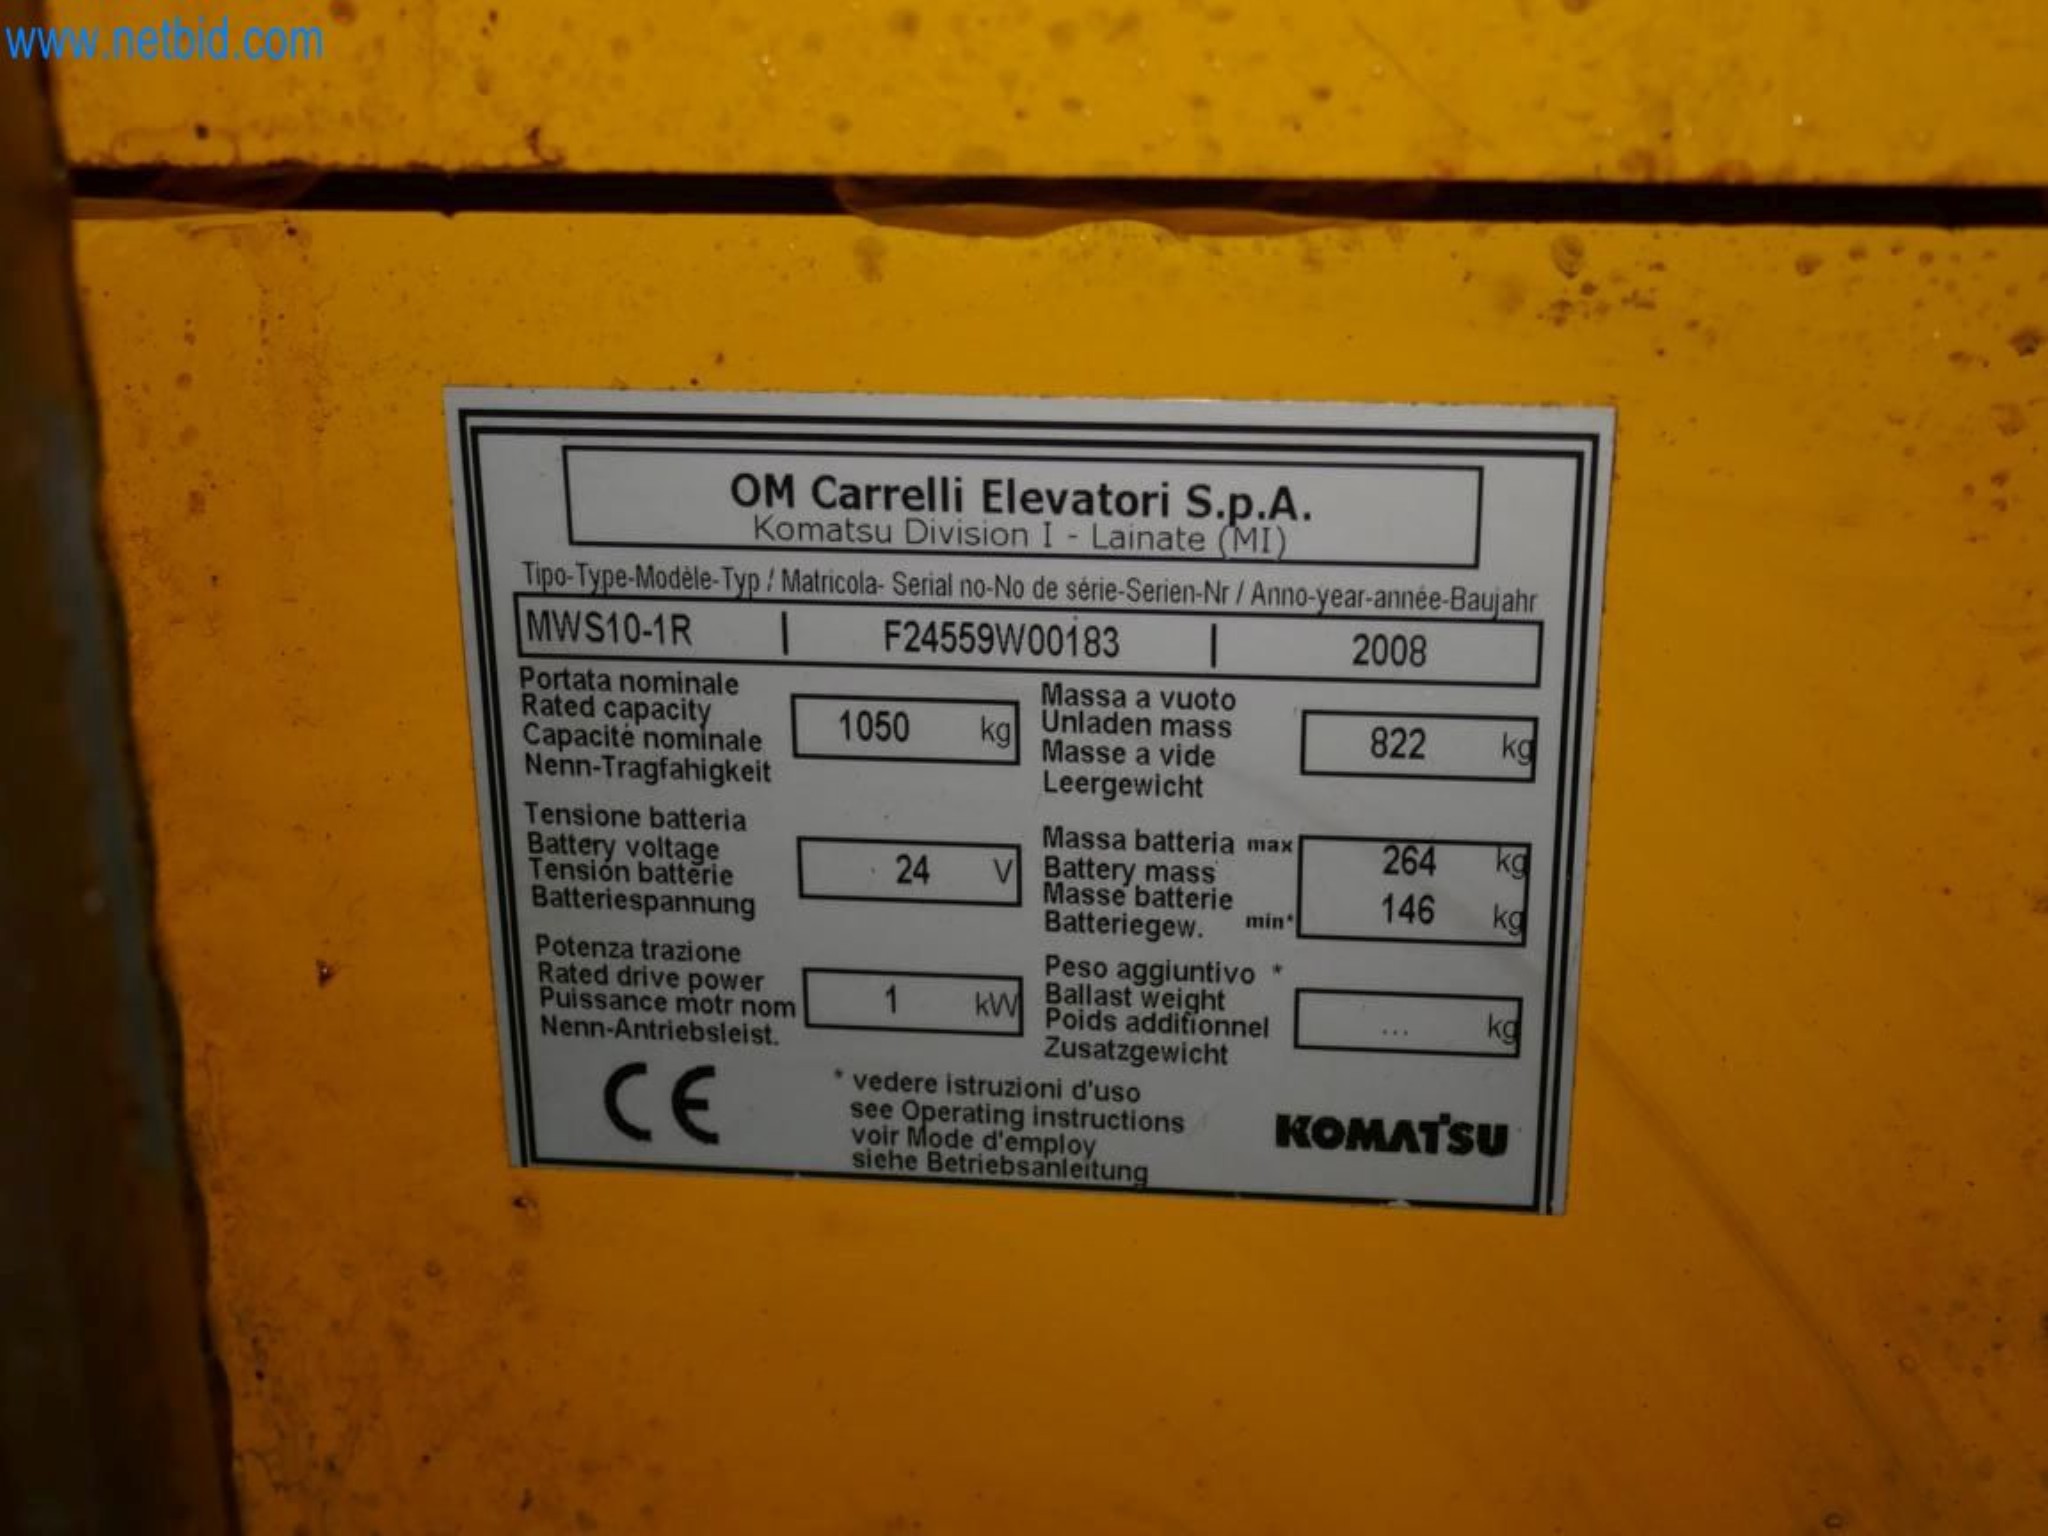 www.netbid.com
OM Carrelli Elevatori S.p.A.
Komatsu Division I - Lainate (MI)
Tipo-Type-Modèle-Typ / Matricola- Serial no-No de série-Serien-Nr / Anno-year-année-Baujahr
MWS10-1R | F24559W00183 | 2008
Portata nominale
Rated capacity
Capacité nominale
Nenn-Tragfahigkeit
1050 kg
Massa a vuoto
Unladen mass
Masse a vide
Leergewicht
822 kg
Tensione batteria
Battery voltage
Tension batterie
Batteriespannung
24 V
Massa batteria max
Battery mass
Masse batterie
Batteriegew. min*
264 kg
146 kg
Potenza trazione
Rated drive power
Puissance motr nom
Nenn-Antriebsleist.
1 kW
Peso aggiuntivo *
Ballast weight
Poids additionnel
Zusatzgewicht
... kg
CE
* vedere istruzioni d'uso
see Operating instructions
voir Mode d'employ
siehe Betriebsanleitung
KOMATSU